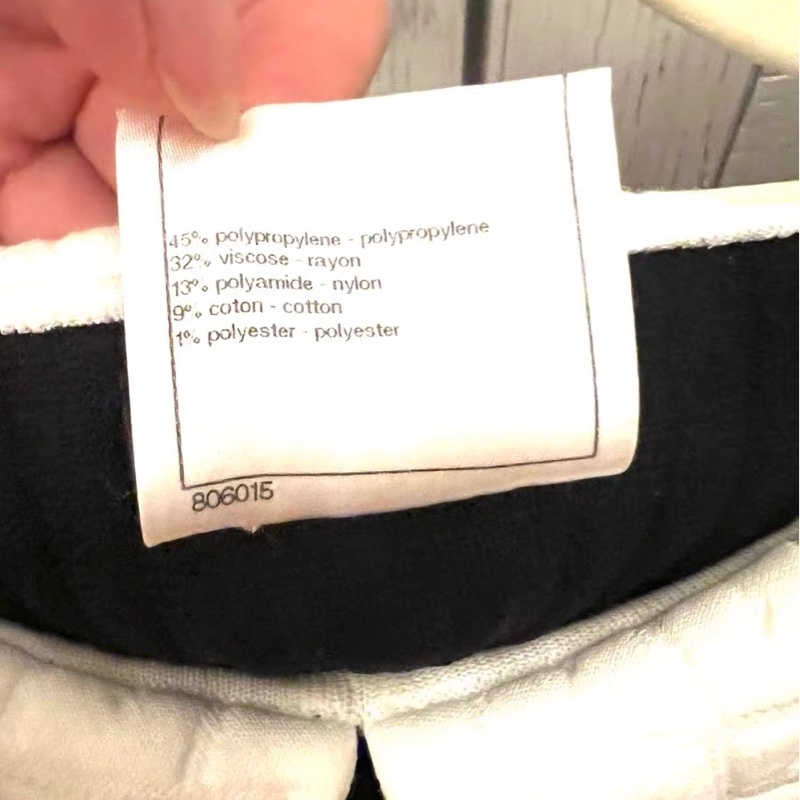 45% polypropylene - polypropylene
32% viscose - rayon
13% polyamide - nylon
9% coton - cotton
1% polyester - polyester
806015